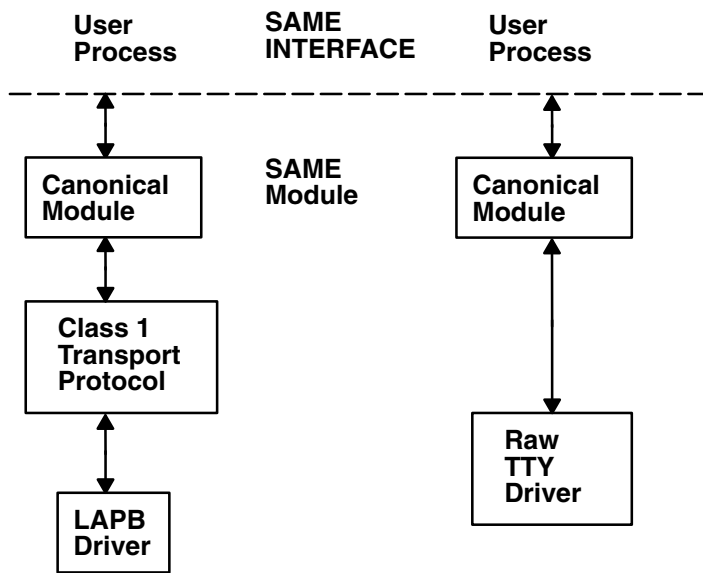 User
Process
SAME
INTERFACE
User
Process
Canonical
Module
SAME
Module
Canonical
Module
Class 1
Transport
Protocol
Raw
TTY
Driver
LAPB
Driver